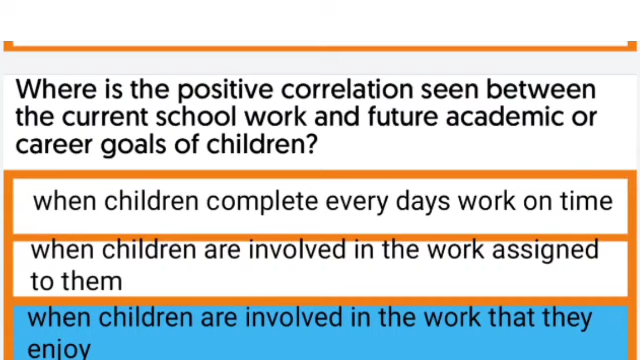 Where is the positive correlation seen between
the current school work and future academic or
career goals of children?
when children complete every days work on time
when children are involved in the work assigned
to them
when children are involved in the work that they
enjoy